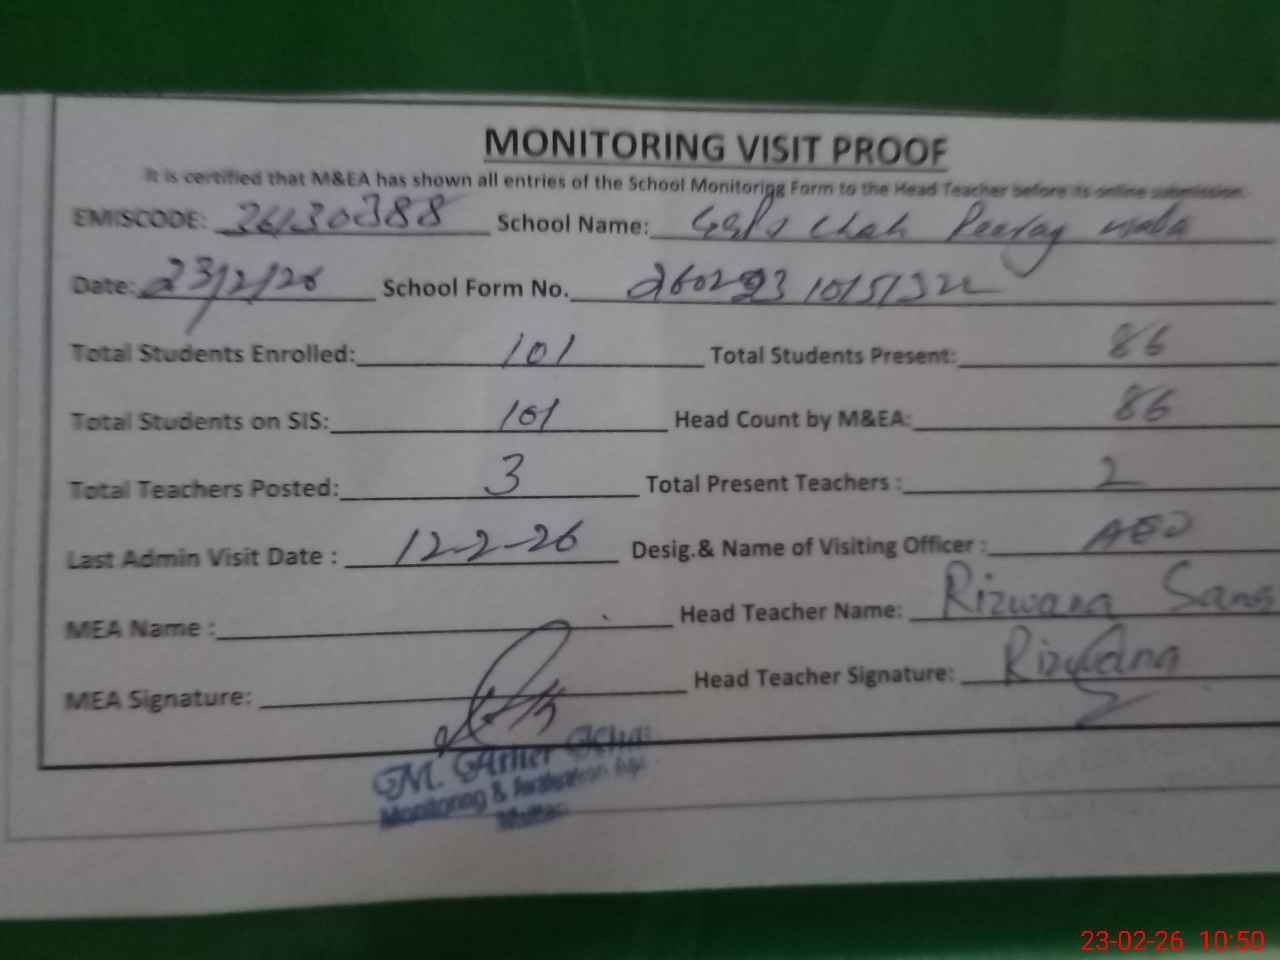 MONITORING VISIT PROOF
It is certified that M&EA has shown all entries of the School Monitoring Form to the Head Teacher before its online submission.
EMISCODE: 36130388 School Name: GGPS Chah Peeray wala
Date: 23/2/26 School Form No.
Total Students Enrolled: 101 Total Students Present: 86
Total Students on SIS: 101 Head Count by M&EA: 86
Total Teachers Posted: 3 Total Present Teachers : 2
Last Admin Visit Date : 12-2-26 Desig.& Name of Visiting Officer : AEO
MEA Name : Head Teacher Name: Rizwana
MEA Signature: Head Teacher Signature: Rizwana
M.
Monitoring &
23-02-26 10:50